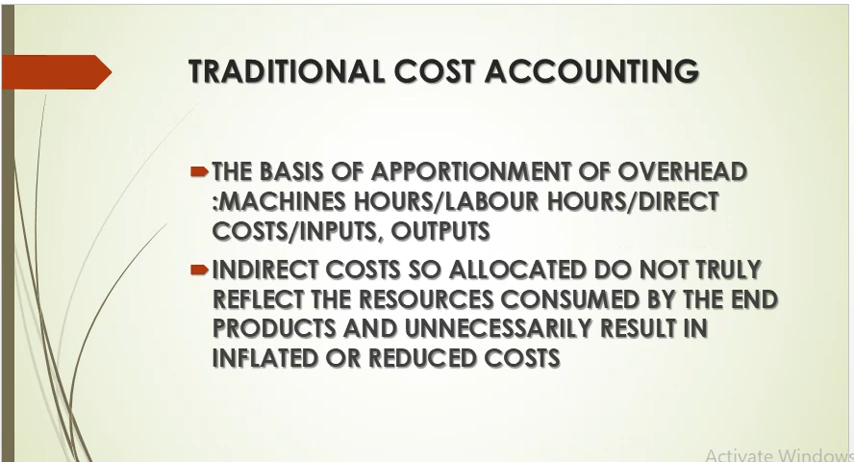 TRADITIONAL COST ACCOUNTING
THE BASIS OF APPORTIONMENT OF OVERHEAD
:MACHINES HOURS/LABOUR HOURS/DIRECT
COSTS/INPUTS, OUTPUTS
INDIRECT COSTS SO ALLOCATED DO NOT TRULY
REFLECT THE RESOURCES CONSUMED BY THE END
PRODUCTS AND UNNECESSARILY RESULT IN
INFLATED OR REDUCED COSTS
Activate Windows